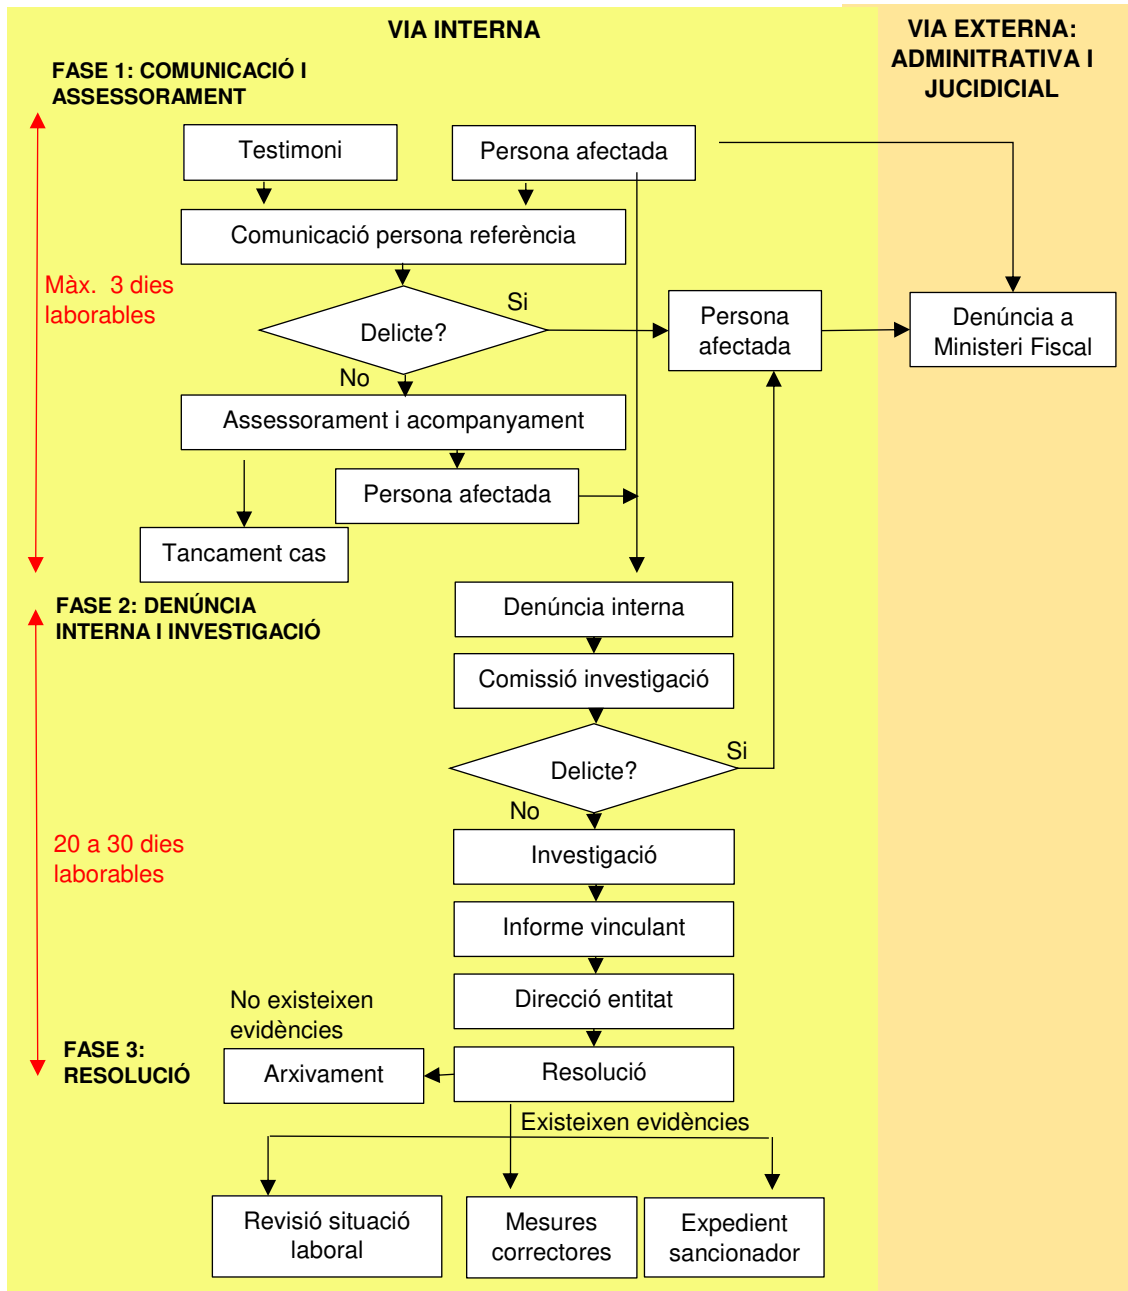 VIA INTERNA
VIA EXTERNA:
ADMINITRATIVA I
JUCIDICIAL
FASE 1: COMUNICACIÓ I
ASSESSORAMENT
Testimoni
Persona afectada
Comunicació persona referència
Màx.  3 dies
laborables
Delicte?
Si
No
Persona
afectada
Denúncia a
Ministeri Fiscal
Assessorament i acompanyament
Persona afectada
Tancament cas
FASE 2: DENÚNCIA
INTERNA I INVESTIGACIÓ
Denúncia interna
Comissió investigació
Delicte?
Si
No
20 a 30 dies
laborables
Investigació
Informe vinculant
Direcció entitat
No existeixen
evidències
FASE 3:
RESOLUCIÓ
Arxivament
Resolució
Existeixen evidències
Revisió situació
laboral
Mesures
correctores
Expedient
sancionador